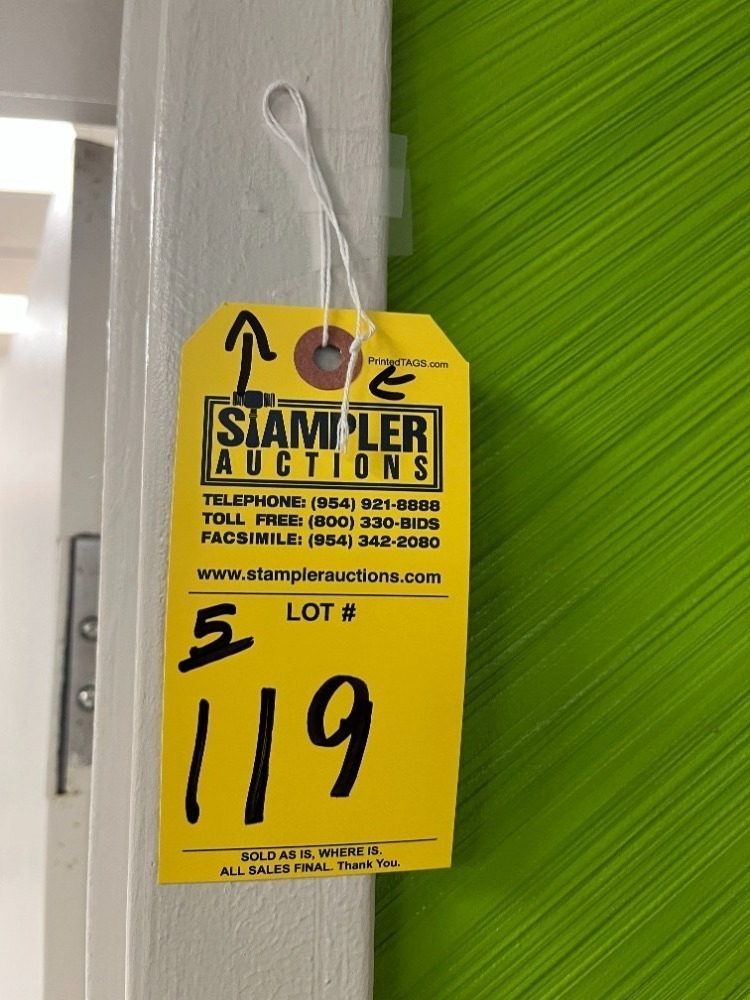 PrintedTAGS.com
STAMPLER
AUCTIONS
TELEPHONE: (954) 921-8888
TOLL FREE: (800) 330-BIDS
FACSIMILE: (954) 342-2080
www.stamplerauctions.com
LOT #
5
119
SOLD AS IS, WHERE IS.
ALL SALES FINAL. Thank You.